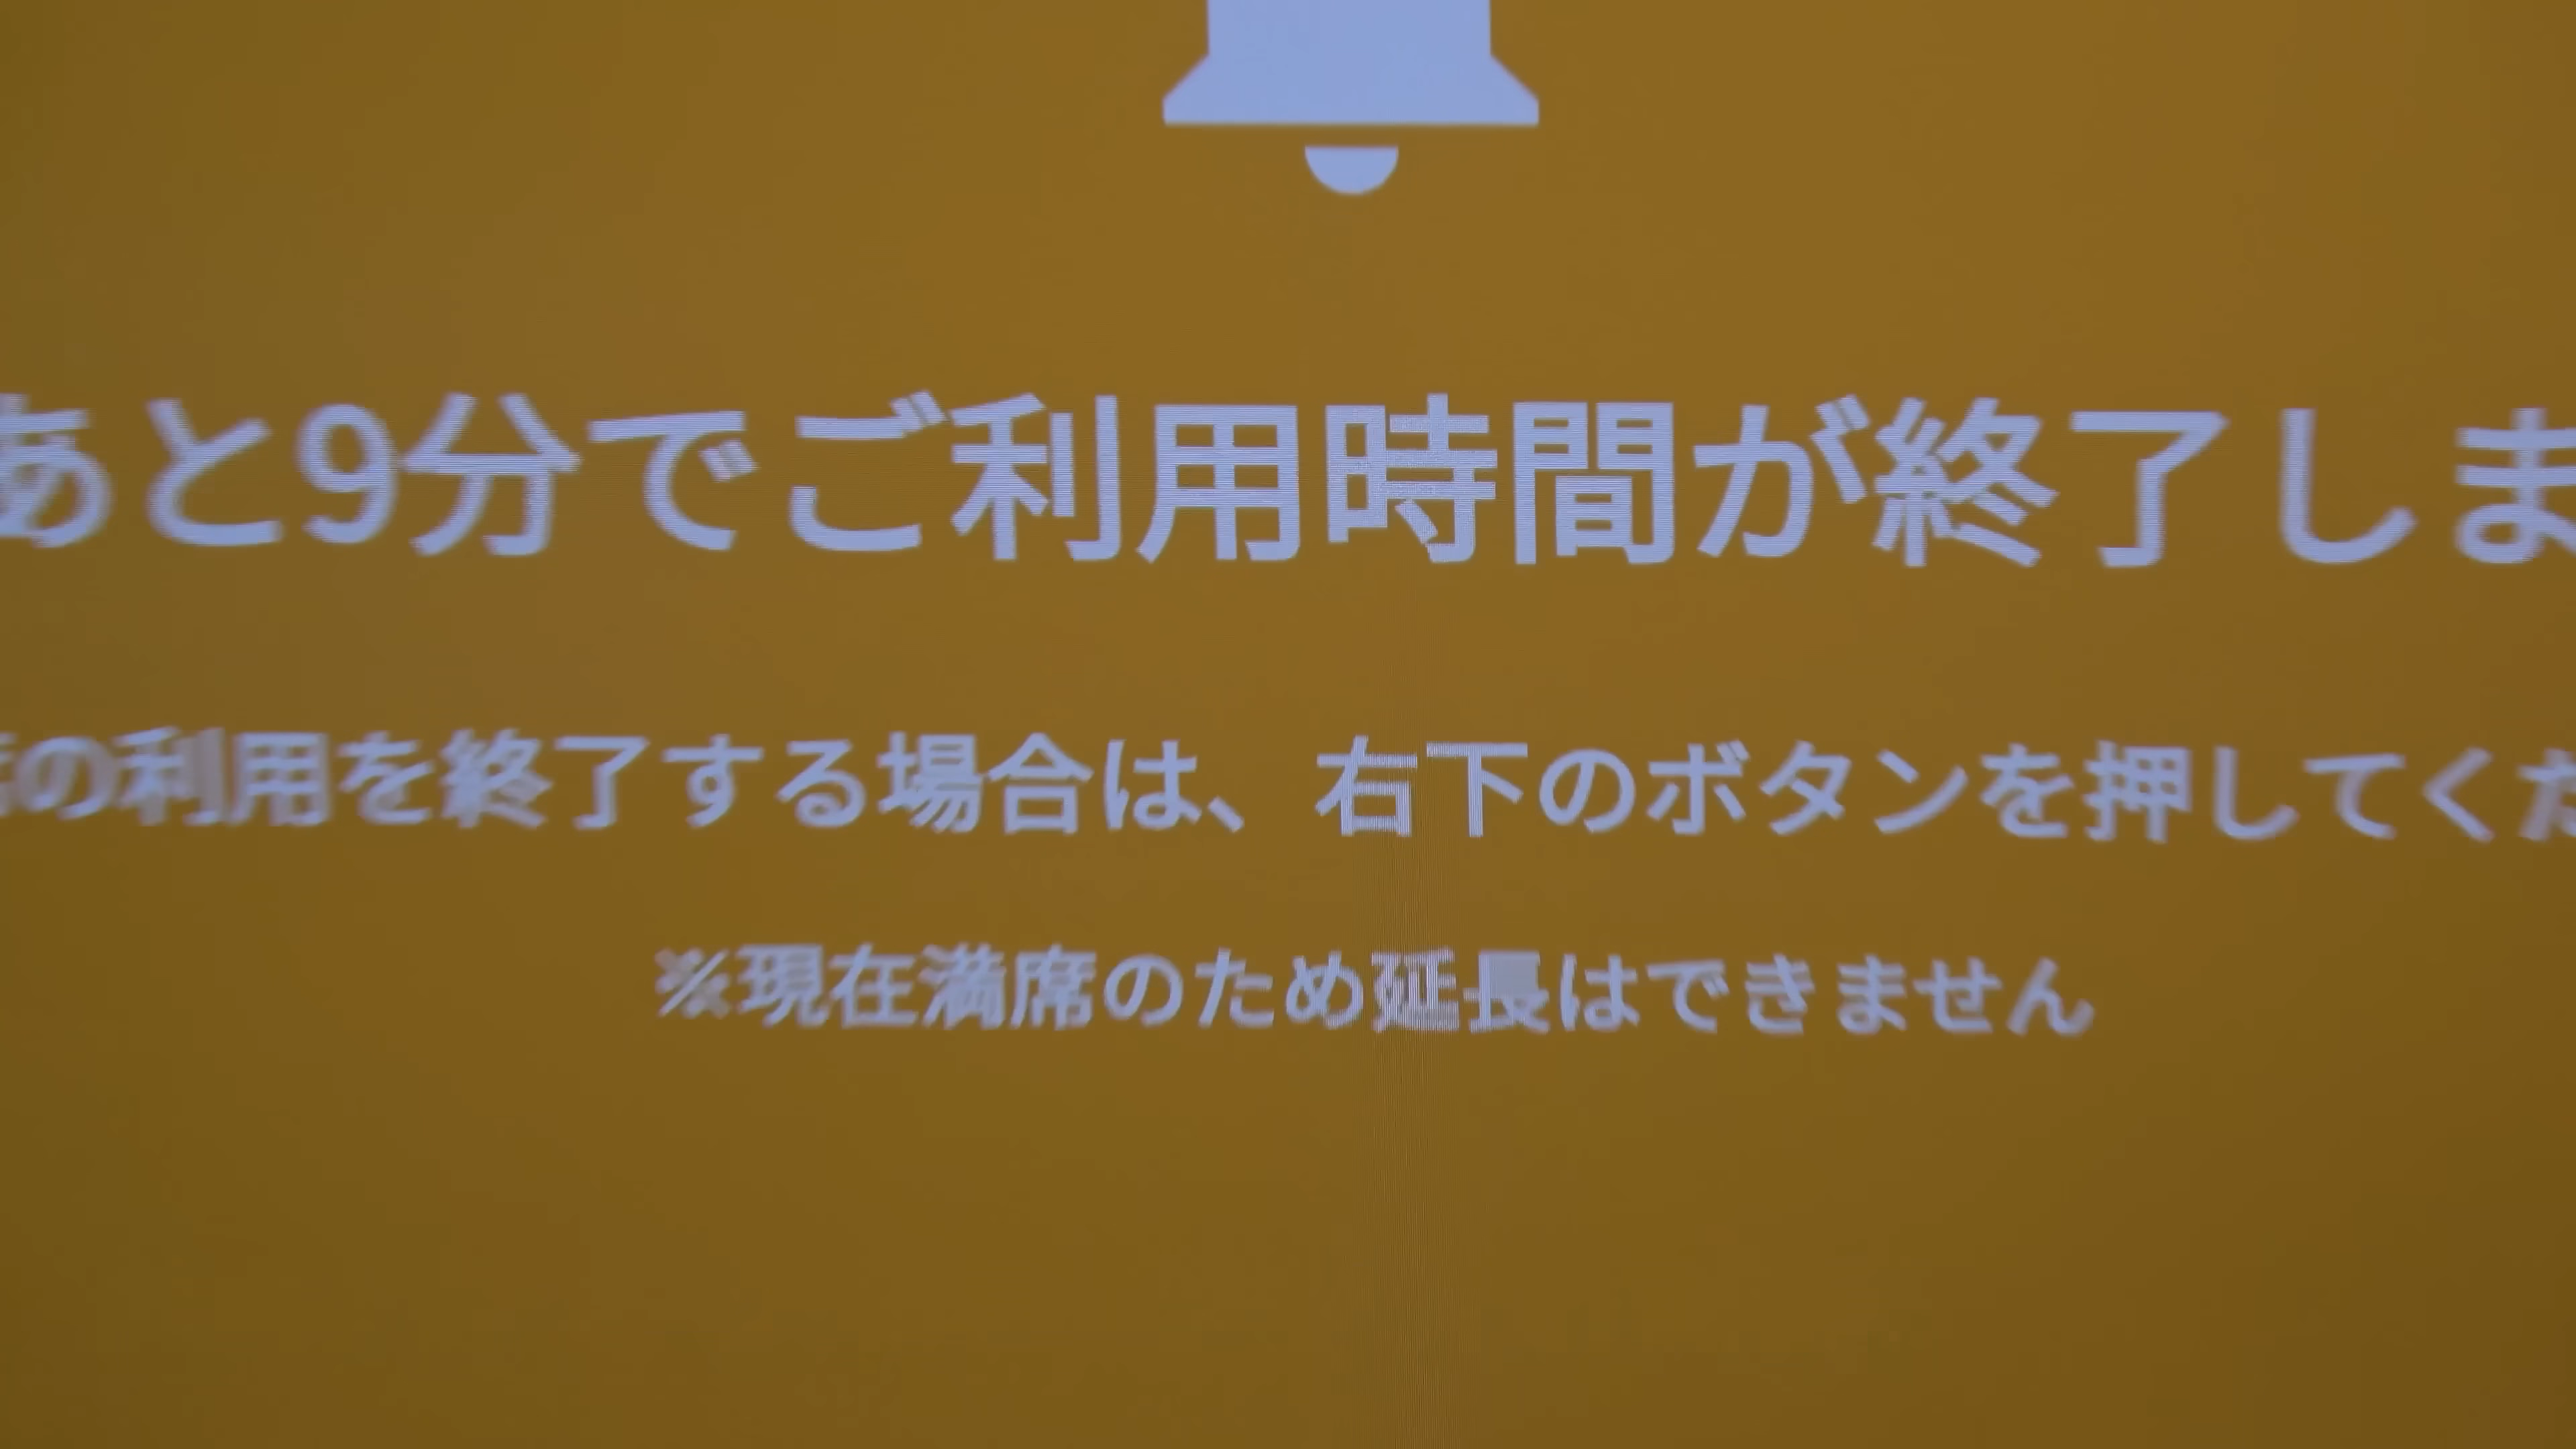 あと9分でご利用時間が終了しま
の利用を終了する場合は、右下のボタンを押してくだ
※現在満席のため延長はできません